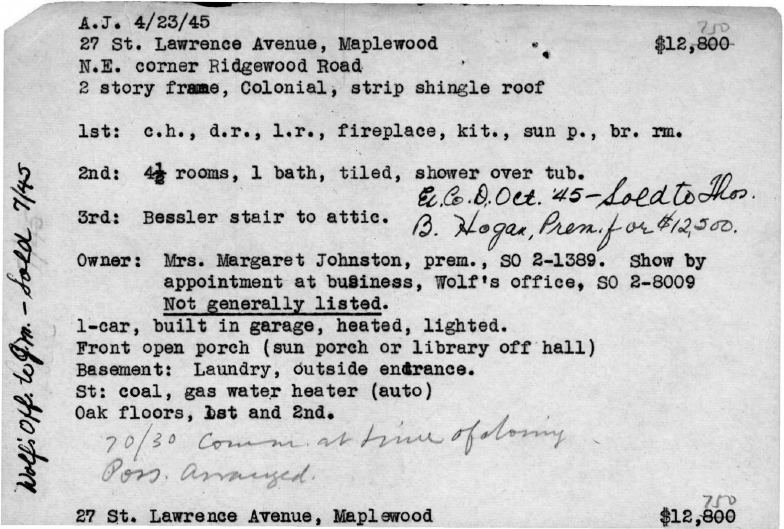 A.J. 4/23/45
750
27 St. Lawrence Avenue, Maplewood $12,800
N.E. corner Ridgewood Road
2 story frame, Colonial, strip shingle roof
1st: c.h., d.r., l.r., fireplace, kit., sun p., br. rm.
2nd: 4½ rooms, 1 bath, tiled, shower over tub.
El. Co. D. Oct. '45 - Sold to Thos.
3rd: Bessler stair to attic.
B. Hogan, Prem. for $12,500.
Owner: Mrs. Margaret Johnston, prem., SO 2-1389. Show by
appointment at business, Wolf's office, SO 2-8009
Not generally listed.
1-car, built in garage, heated, lighted.
Front open porch (sun porch or library off hall)
Basement: Laundry, outside entrance.
St: coal, gas water heater (auto)
Oak floors, 1st and 2nd.
70/30 Comm. at time of closing
Poss. arranged.
750
27 St. Lawrence Avenue, Maplewood $12,800
Wolf's Off. to J.M. - Sold 7/45